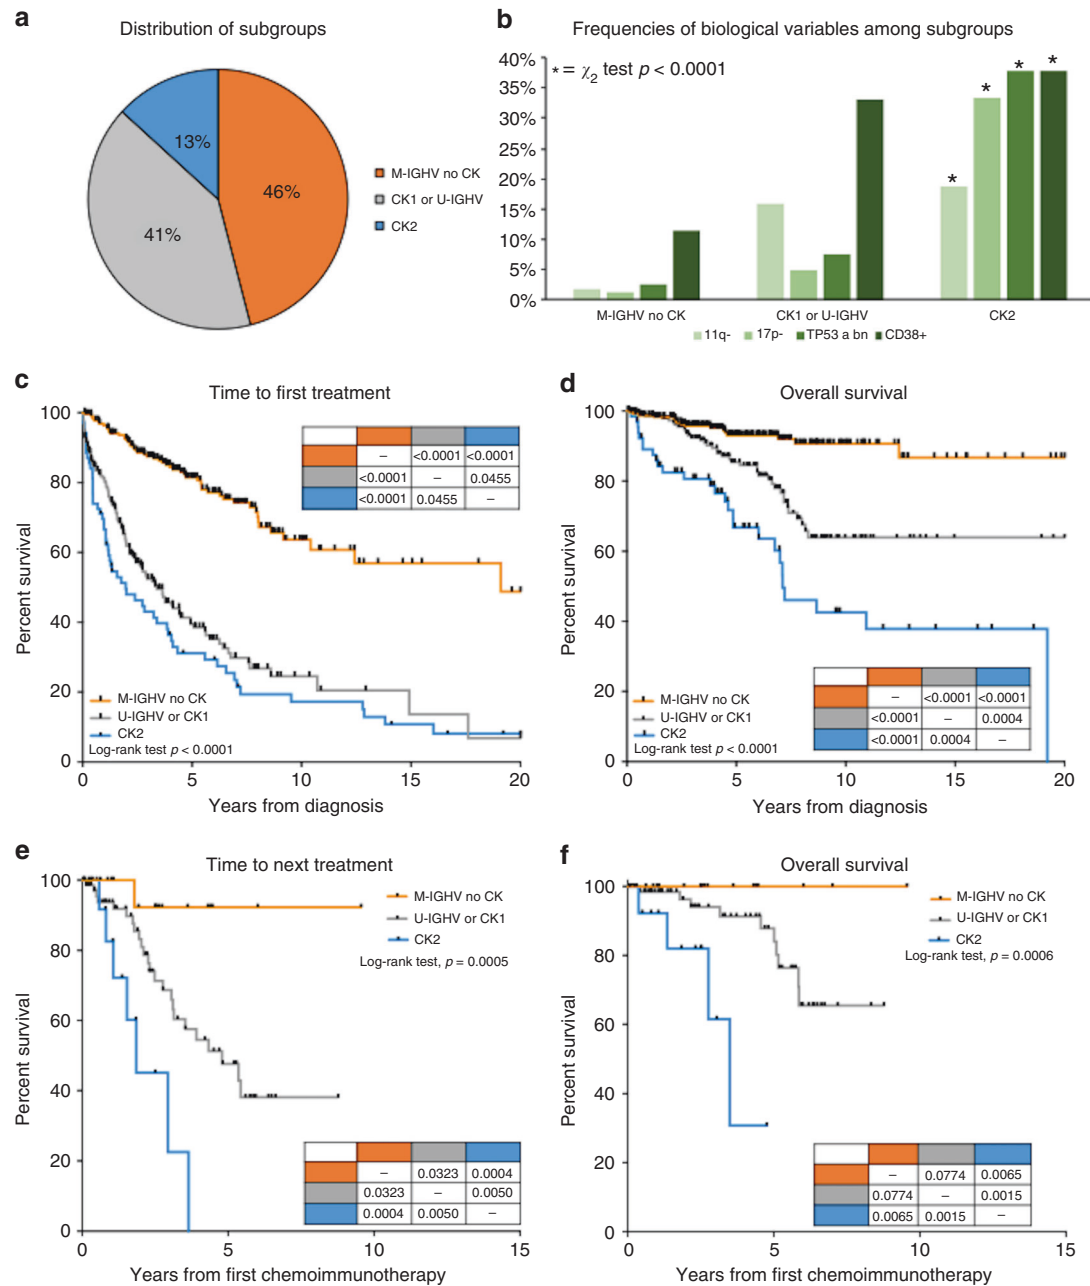 a
Distribution of subgroups
13%
46%
41%
M-IGHV no CK
CK1 or U-IGHV
CK2
b
Frequencies of biological variables among subgroups
* = χ2 test p < 0.0001
40%
35%
30%
25%
20%
15%
10%
5%
0%
* * * *
M-IGHV no CK CK1 or U-IGHV CK2
11q- 17p- TP53 a bn CD38+
c
Time to first treatment
Percent survival
100
80
60
40
20
0
– <0.0001 <0.0001
<0.0001 – 0.0455
<0.0001 0.0455 –
M-IGHV no CK
U-IGHV or CK1
CK2
Log-rank test p < 0.0001
0 5 10 15 20
Years from diagnosis
d
Overall survival
Percent survival
100
80
60
40
20
0
M-IGHV no CK
U-IGHV or CK1
CK2
Log-rank test p < 0.0001
– <0.0001 <0.0001
<0.0001 – 0.0004
<0.0001 0.0004 –
0 5 10 15 20
Years from diagnosis
e
Time to next treatment
Percent survival
100
80
60
40
20
0
M-IGHV no CK
U-IGHV or CK1
CK2
Log-rank test, p = 0.0005
– 0.0323 0.0004
0.0323 – 0.0050
0.0004 0.0050 –
0 5 10 15
Years from first chemoimmunotherapy
f
Overall survival
Percent survival
100
80
60
40
20
0
M-IGHV no CK
U-IGHV or CK1
CK2
Log-rank test, p = 0.0006
– 0.0774 0.0065
0.0774 – 0.0015
0.0065 0.0015 –
0 5 10 15
Years from first chemoimmunotherapy